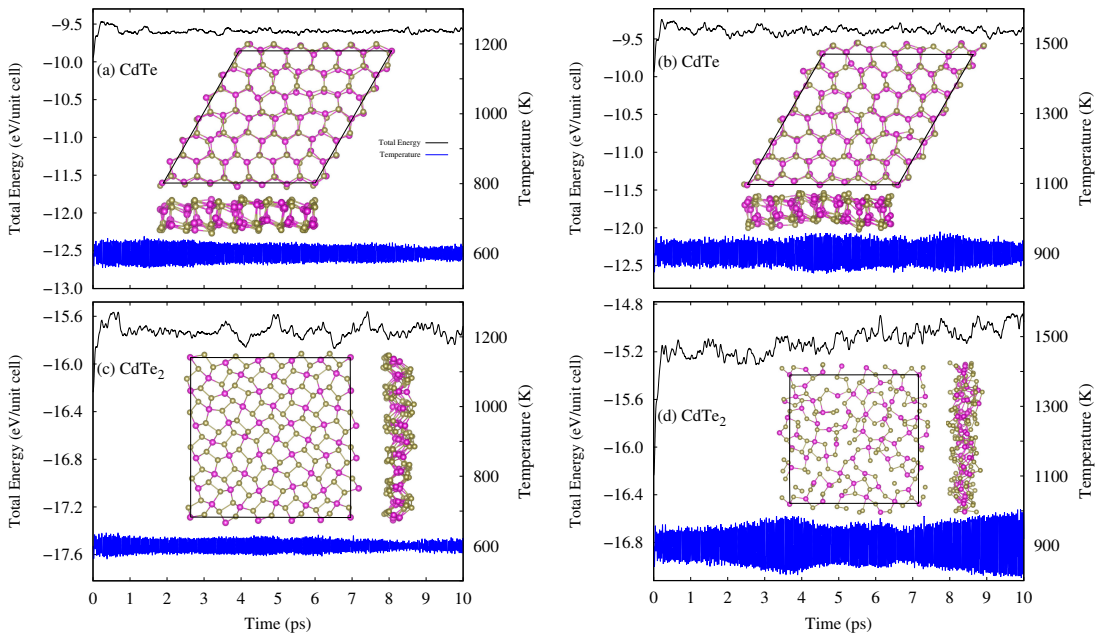 −9.5
−10.0
−10.5
−11.0
−11.5
−12.0
−12.5
−13.0
Total Energy (eV/unit cell)
(a) CdTe
Total Energy
Temperature
1200
1000
800
600
Temperature (K)
−9.5
−10.0
−10.5
−11.0
−11.5
−12.0
−12.5
Total Energy (eV/unit cell)
(b) CdTe
1500
1300
1100
900
Temperature (K)
−15.6
−16.0
−16.4
−16.8
−17.2
−17.6
Total Energy (eV/unit cell)
(c) CdTe2
1200
1000
800
600
Temperature (K)
0 1 2 3 4 5 6 7 8 9 10
Time (ps)
−14.8
−15.2
−15.6
−16.0
−16.4
−16.8
Total Energy (eV/unit cell)
(d) CdTe2
1500
1300
1100
900
Temperature (K)
0 1 2 3 4 5 6 7 8 9 10
Time (ps)